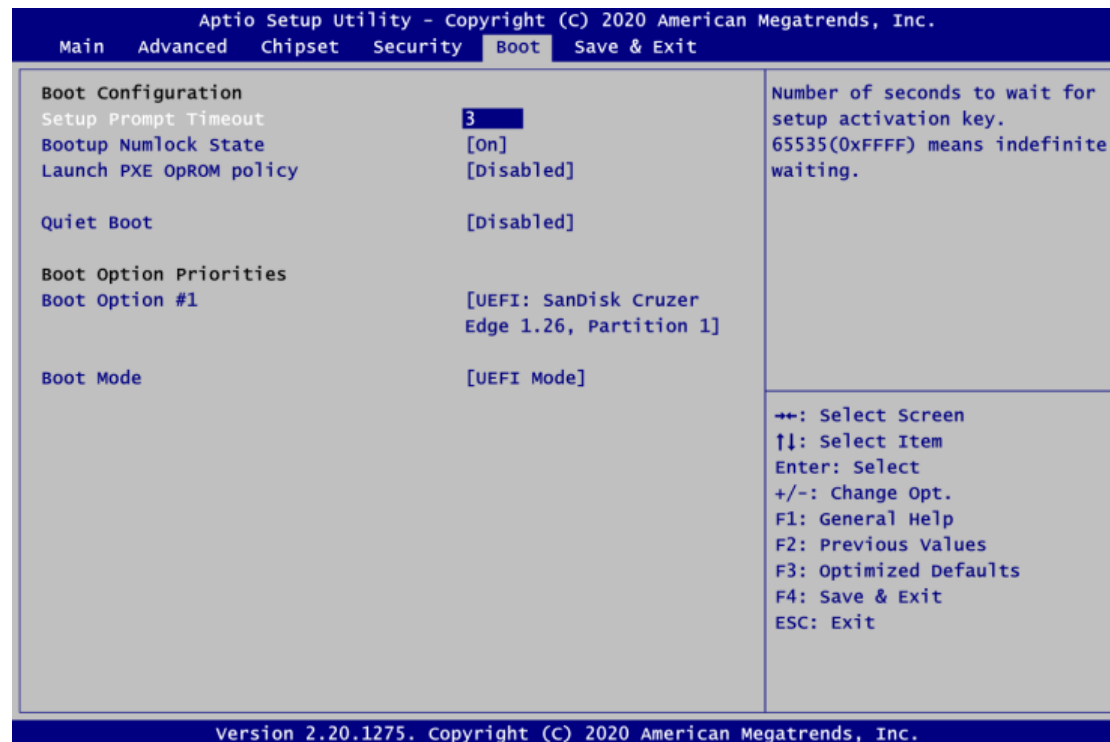 Aptio Setup Utility - Copyright (C) 2020 American Megatrends, Inc.
Main Advanced Chipset Security Boot Save & Exit
Boot Configuration
Setup Prompt Timeout 3
Bootup Numlock State [On]
Launch PXE OpROM policy [Disabled]
Quiet Boot [Disabled]
Boot Option Priorities
Boot Option #1 [UEFI: SanDisk Cruzer
Edge 1.26, Partition 1]
Boot Mode [UEFI Mode]
Number of seconds to wait for
setup activation key.
65535(0xFFFF) means indefinite
waiting.
→←: Select Screen
↑↓: Select Item
Enter: Select
+/-: Change Opt.
F1: General Help
F2: Previous Values
F3: Optimized Defaults
F4: Save & Exit
ESC: Exit
Version 2.20.1275. Copyright (C) 2020 American Megatrends, Inc.